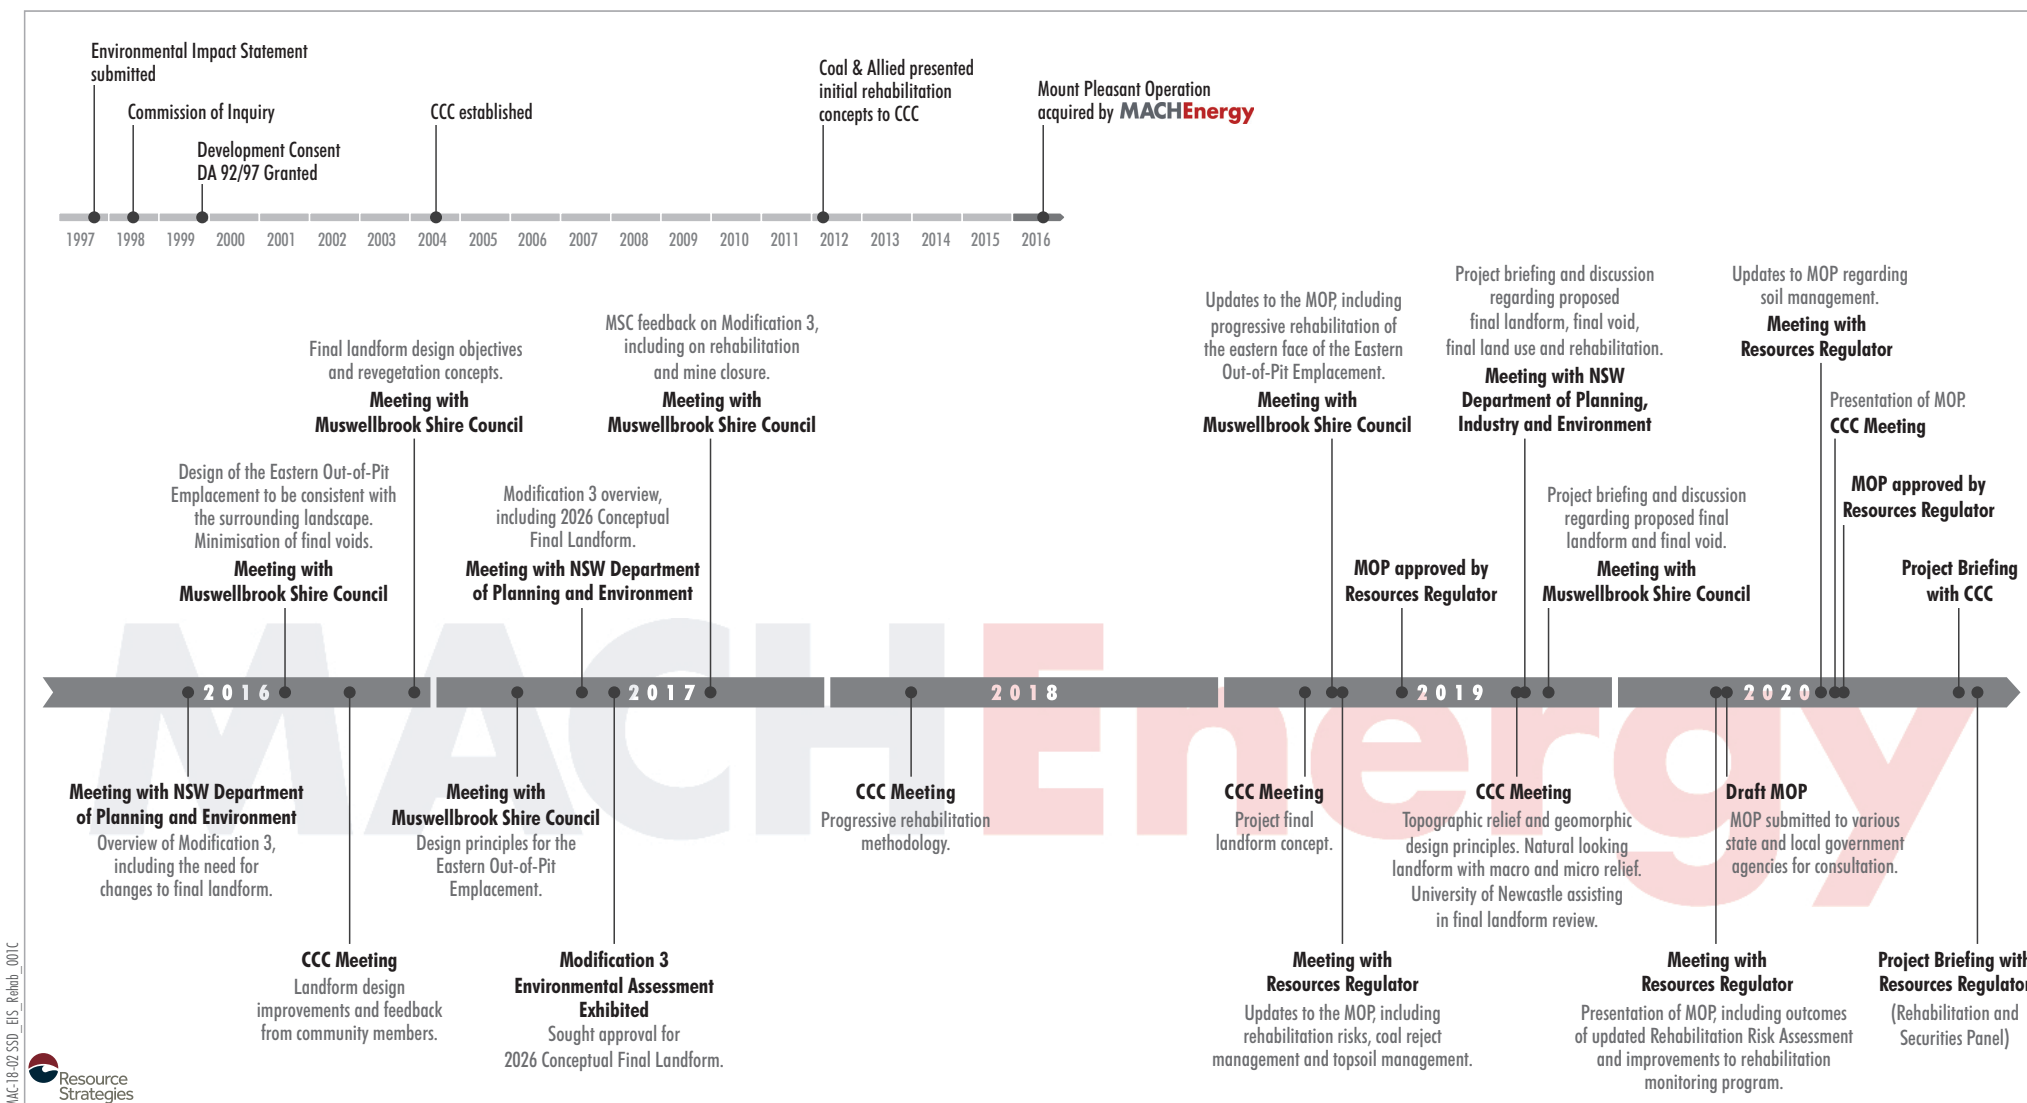 Environmental Impact Statement
submitted
Commission of Inquiry
Development Consent
DA 92/97 Granted
CCC established
Coal & Allied presented
initial rehabilitation
concepts to CCC
Mount Pleasant Operation
acquired by MACHEnergy
1997 1998 1999 2000 2001 2002 2003 2004 2005 2006 2007 2008 2009 2010 2011 2012 2013 2014 2015 2016
Design of the Eastern Out-of-Pit
Emplacement to be consistent with
the surrounding landscape.
Minimisation of final voids.
Meeting with
Muswellbrook Shire Council
Final landform design objectives
and revegetation concepts.
Meeting with
Muswellbrook Shire Council
Modification 3 overview,
including 2026 Conceptual
Final Landform.
Meeting with NSW Department
of Planning and Environment
MSC feedback on Modification 3,
including on rehabilitation
and mine closure.
Meeting with
Muswellbrook Shire Council
Updates to the MOP, including
progressive rehabilitation of
the eastern face of the Eastern
Out-of-Pit Emplacement.
Meeting with
Muswellbrook Shire Council
MOP approved by
Resources Regulator
Project briefing and discussion
regarding proposed
final landform, final void,
final land use and rehabilitation.
Meeting with NSW
Department of Planning,
Industry and Environment
Project briefing and discussion
regarding proposed final
landform and final void.
Meeting with
Muswellbrook Shire Council
Updates to MOP regarding
soil management.
Meeting with
Resources Regulator
Presentation of MOP.
CCC Meeting
MOP approved by
Resources Regulator
Project Briefing
with CCC
2016 2017 2018 2019 2020
MACHEnergy
Meeting with NSW Department
of Planning and Environment
Overview of Modification 3,
including the need for
changes to final landform.
CCC Meeting
Landform design
improvements and feedback
from community members.
Meeting with
Muswellbrook Shire Council
Design principles for the
Eastern Out-of-Pit
Emplacement.
Modification 3
Environmental Assessment
Exhibited
Sought approval for
2026 Conceptual Final Landform.
CCC Meeting
Progressive rehabilitation
methodology.
CCC Meeting
Project final
landform concept.
Meeting with
Resources Regulator
Updates to the MOP, including
rehabilitation risks, coal reject
management and topsoil management.
CCC Meeting
Topographic relief and geomorphic
design principles. Natural looking
landform with macro and micro relief.
University of Newcastle assisting
in final landform review.
Meeting with
Resources Regulator
Presentation of MOP, including outcomes
of updated Rehabilitation Risk Assessment
and improvements to rehabilitation
monitoring program.
Draft MOP
MOP submitted to various
state and local government
agencies for consultation.
Project Briefing with
Resources Regulator
(Rehabilitation and
Securities Panel)
MAC-18-02 SSD_EIS_Rehab_001C
Resource
Strategies